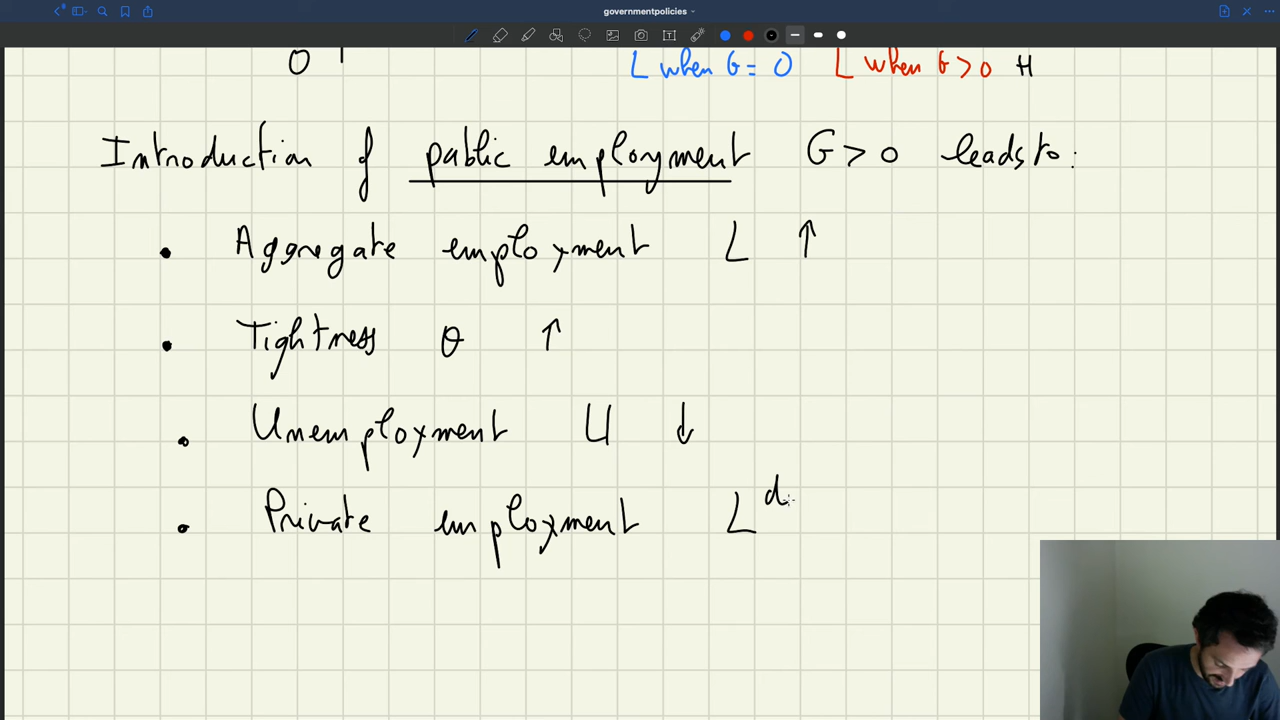 governmentpolicies
O L when G = 0 L when G > 0 H
Introduction of public employment G > 0 leads to:
• Aggregate employment L ↑
• Tightness θ ↑
• Unemployment U ↓
• Private employment L^d